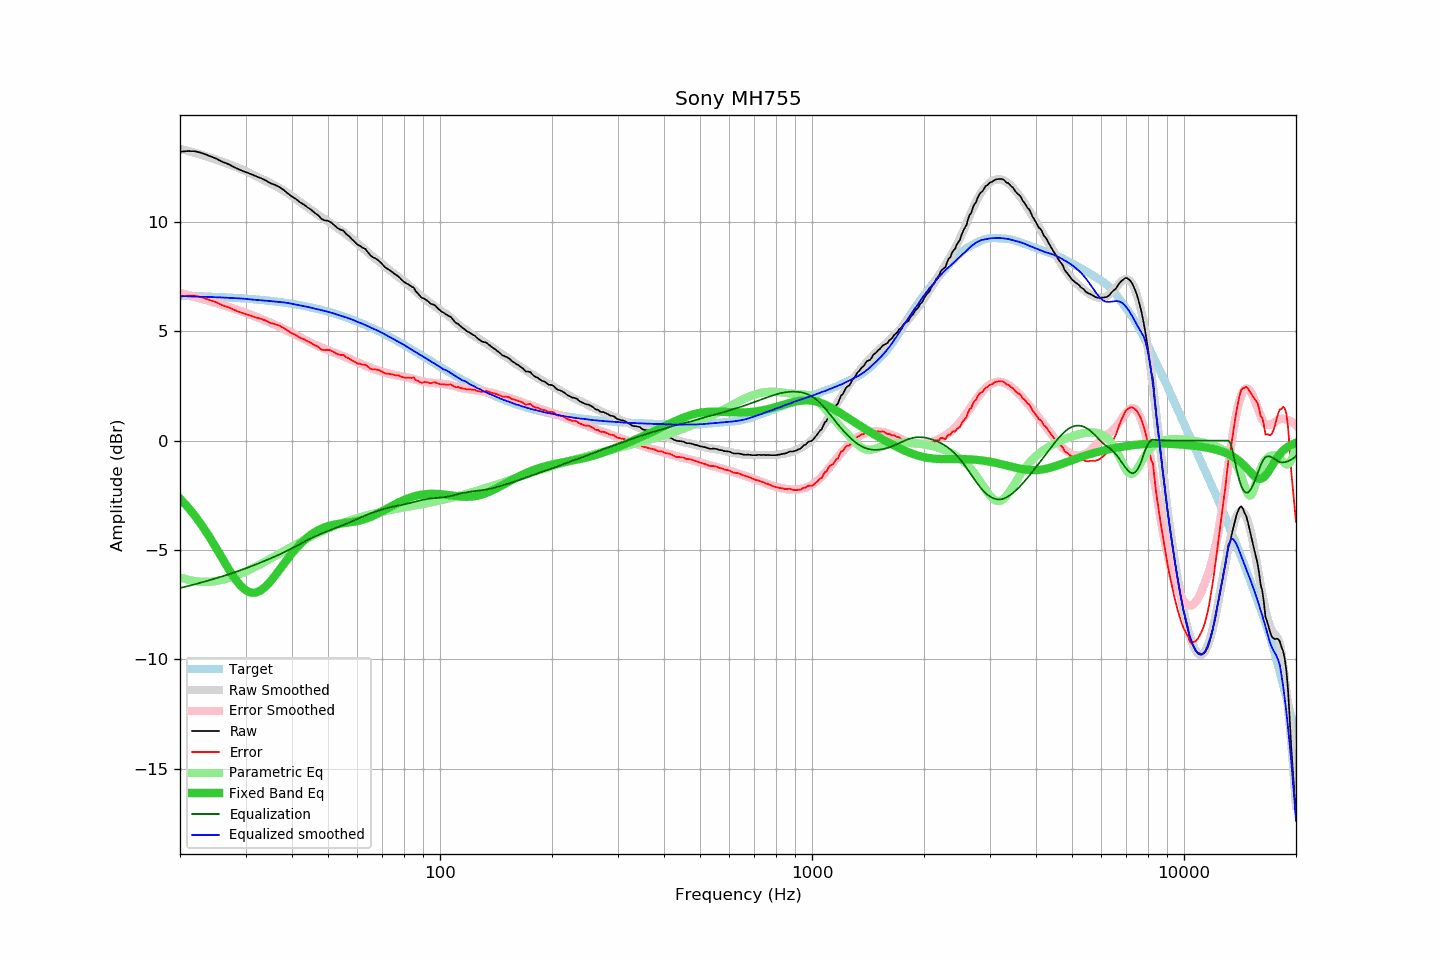 Sony MH755
10
5
0
−5
−10
−15
Amplitude (dBr)
Target
Raw Smoothed
Error Smoothed
Raw
Error
Parametric Eq
Fixed Band Eq
Equalization
Equalized smoothed
100
1000
10000
Frequency (Hz)